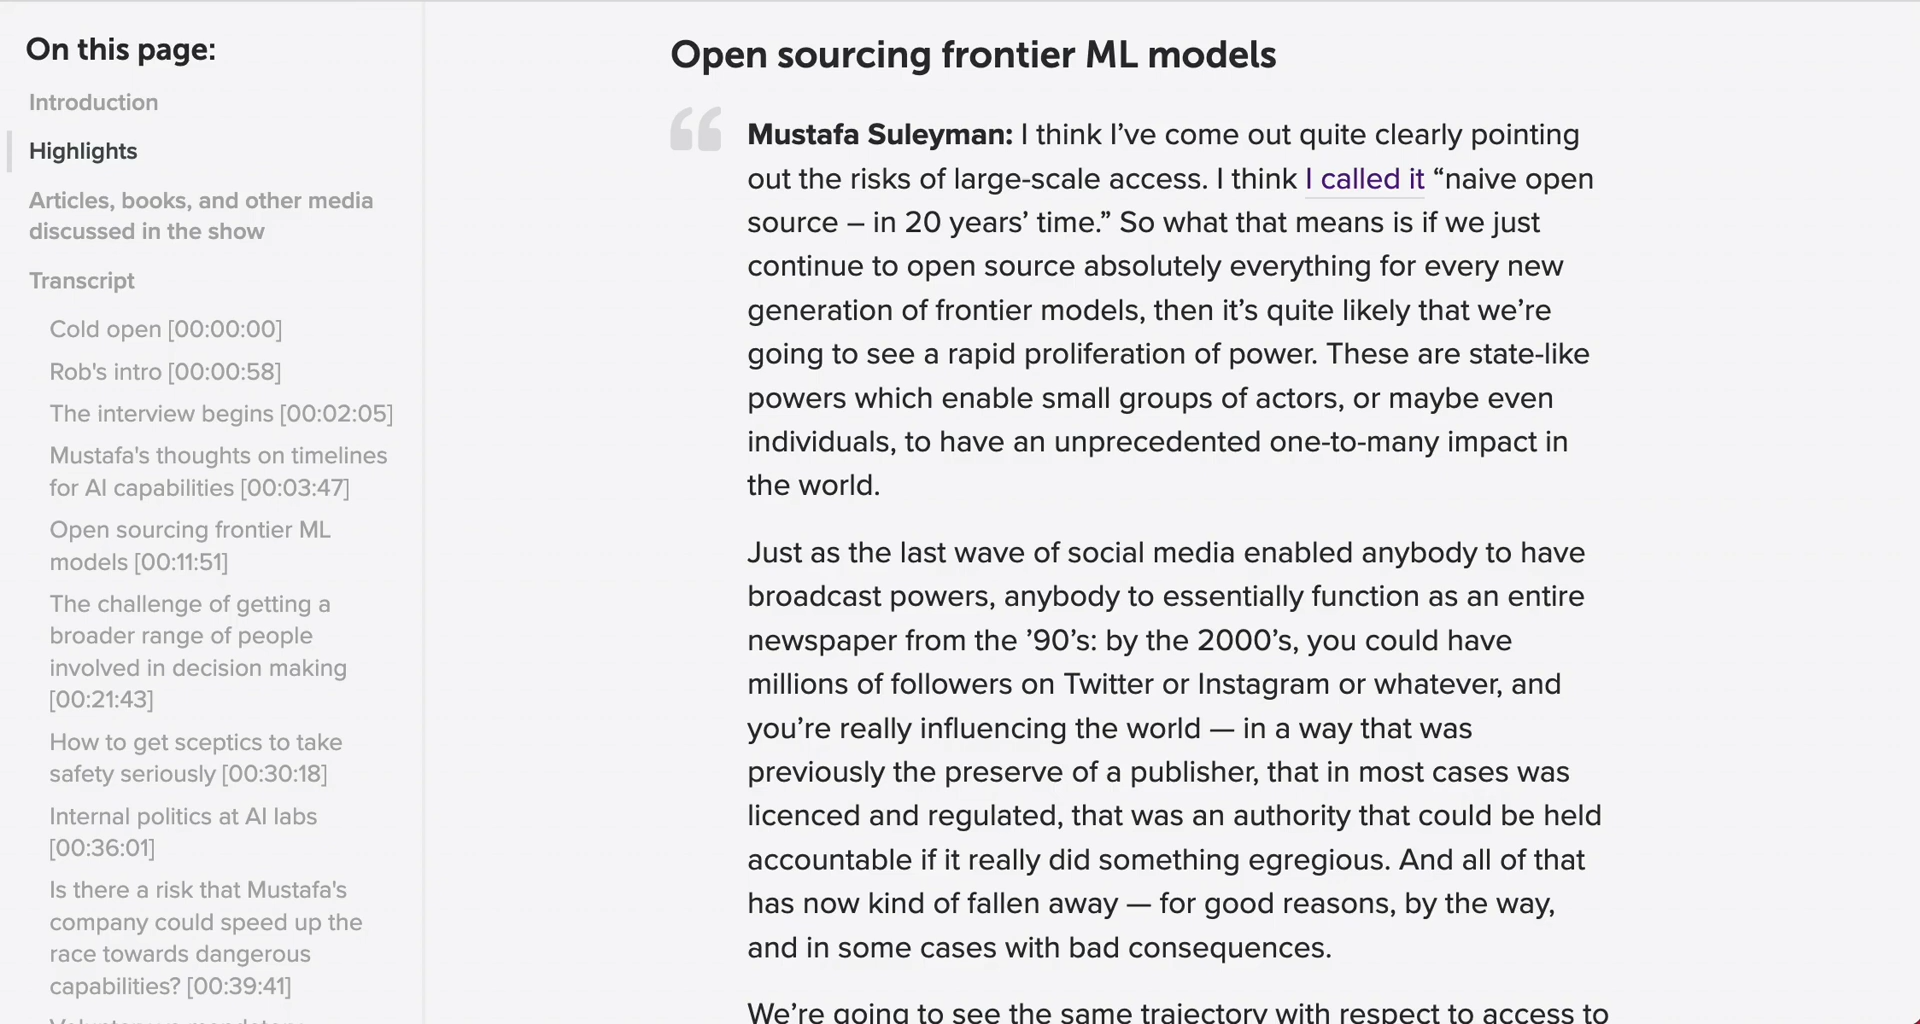 On this page:
Introduction
Highlights
Articles, books, and other media
discussed in the show
Transcript
Cold open [00:00:00]
Rob's intro [00:00:58]
The interview begins [00:02:05]
Mustafa's thoughts on timelines
for AI capabilities [00:03:47]
Open sourcing frontier ML
models [00:11:51]
The challenge of getting a
broader range of people
involved in decision making
[00:21:43]
How to get sceptics to take
safety seriously [00:30:18]
Internal politics at AI labs
[00:36:01]
Is there a risk that Mustafa's
company could speed up the
race towards dangerous
capabilities? [00:39:41]
Open sourcing frontier ML models
“
Mustafa Suleyman: I think I’ve come out quite clearly pointing
out the risks of large-scale access. I think I called it “naive open
source – in 20 years’ time.” So what that means is if we just
continue to open source absolutely everything for every new
generation of frontier models, then it’s quite likely that we’re
going to see a rapid proliferation of power. These are state-like
powers which enable small groups of actors, or maybe even
individuals, to have an unprecedented one-to-many impact in
the world.
Just as the last wave of social media enabled anybody to have
broadcast powers, anybody to essentially function as an entire
newspaper from the ’90’s: by the 2000’s, you could have
millions of followers on Twitter or Instagram or whatever, and
you’re really influencing the world — in a way that was
previously the preserve of a publisher, that in most cases was
licenced and regulated, that was an authority that could be held
accountable if it really did something egregious. And all of that
has now kind of fallen away — for good reasons, by the way,
and in some cases with bad consequences.
We’re going to see the same trajectory with respect to access to